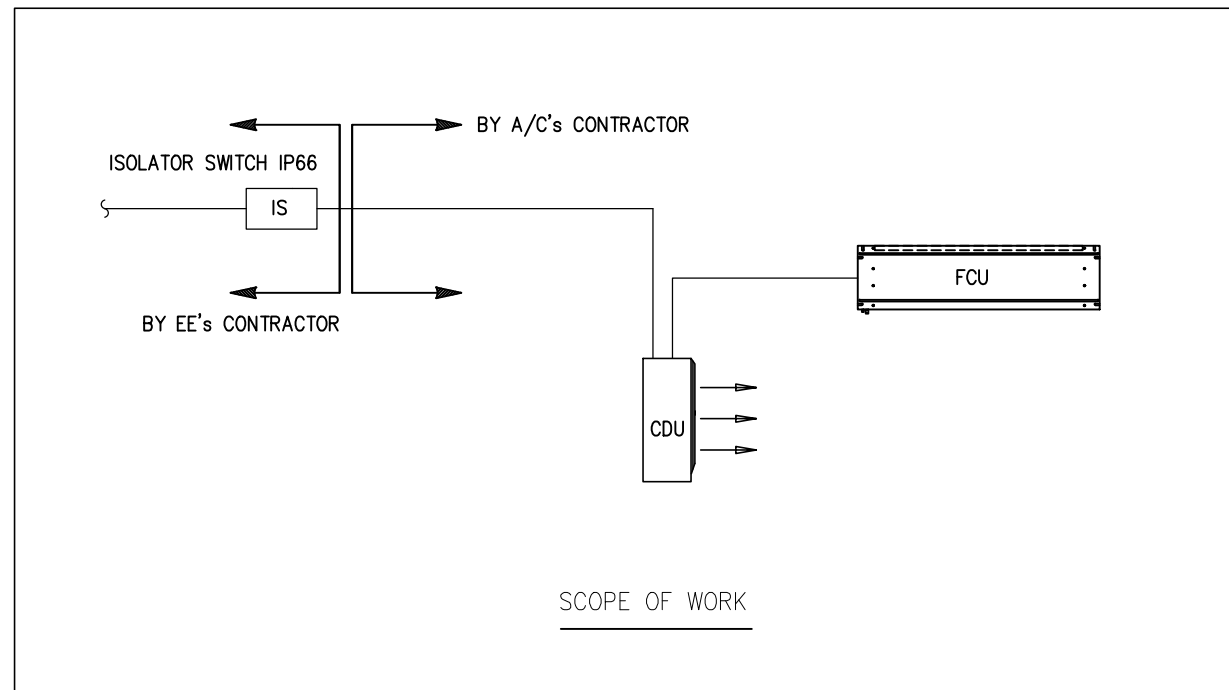 BY A/C's CONTRACTOR
ISOLATOR SWITCH IP66
IS
FCU
BY EE's CONTRACTOR
CDU
SCOPE OF WORK